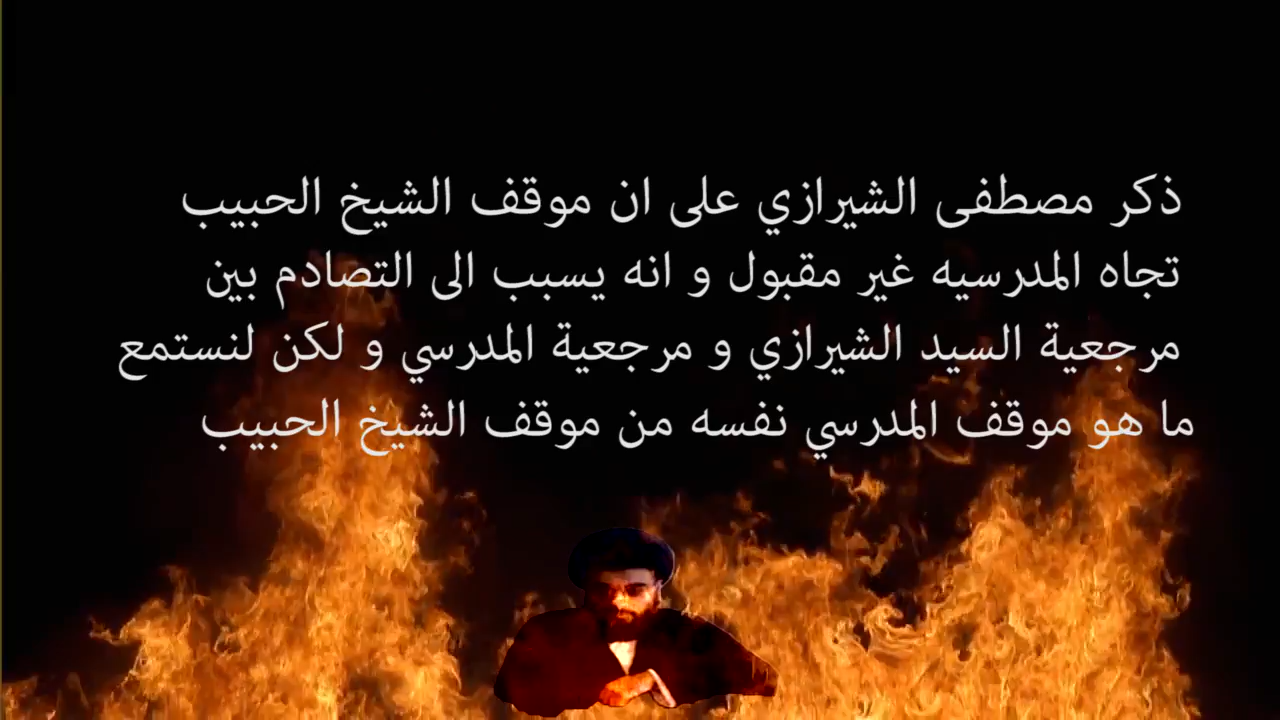 ذكر مصطفى الشيرازي على ان موقف الشيخ الحبيب
تجاه المدرسيه غير مقبول و انه يسبب الى التصادم بين
مرجعية السيد الشيرازي و مرجعية المدرسي و لكن لنستمع
ما هو موقف المدرسي نفسه من موقف الشيخ الحبيب